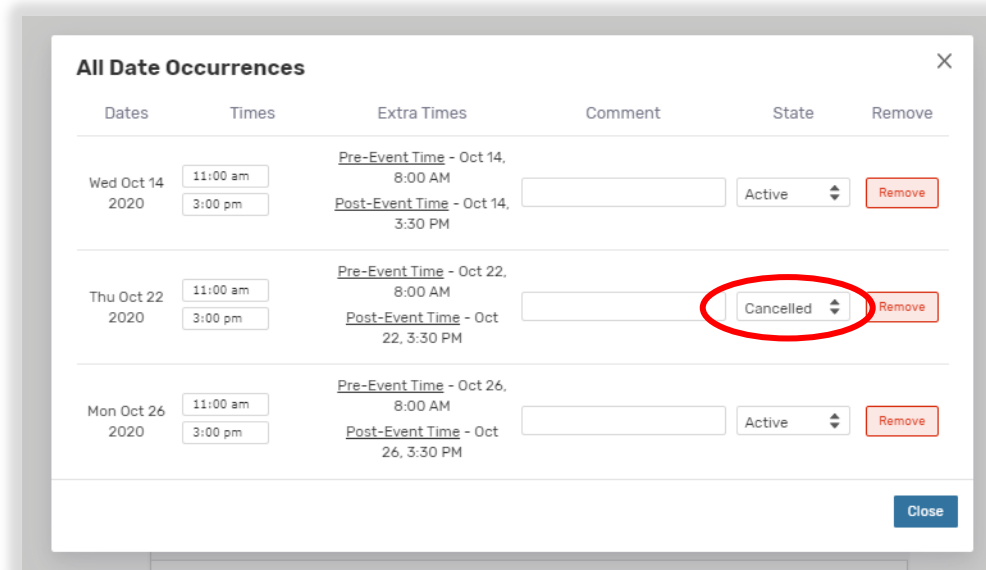 All Date Occurrences
Dates Times Extra Times Comment State Remove
Wed Oct 14
2020
11:00 am
3:00 pm
Pre-Event Time - Oct 14,
8:00 AM
Post-Event Time - Oct 14,
3:30 PM
Active
Remove
Thu Oct 22
2020
11:00 am
3:00 pm
Pre-Event Time - Oct 22,
8:00 AM
Post-Event Time - Oct
22, 3:30 PM
Cancelled
Remove
Mon Oct 26
2020
11:00 am
3:00 pm
Pre-Event Time - Oct 26,
8:00 AM
Post-Event Time - Oct
26, 3:30 PM
Active
Remove
Close